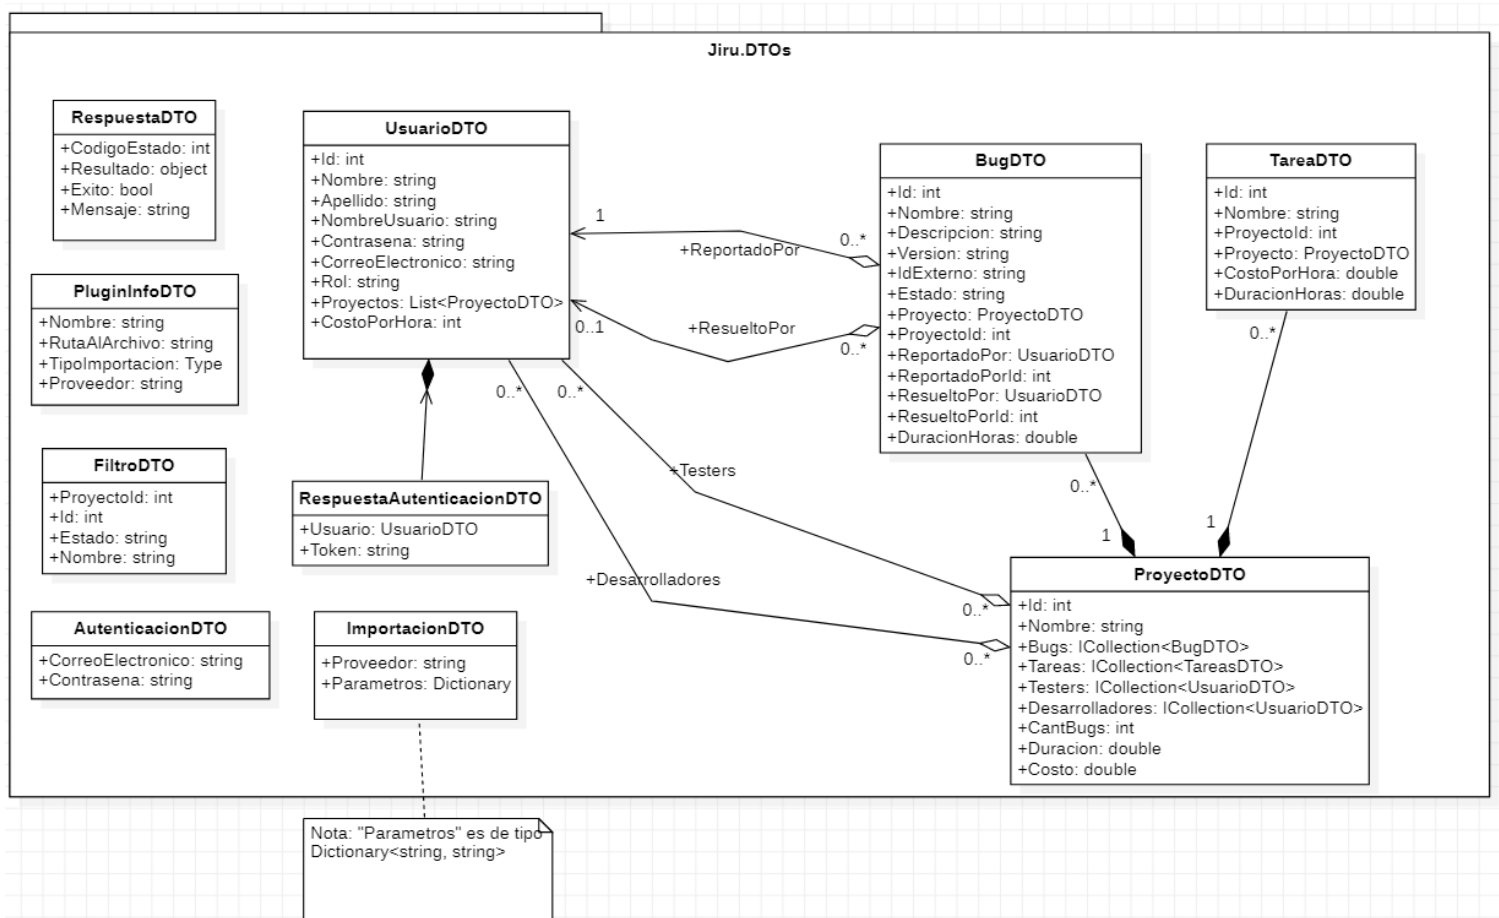 Jiru.DTOs
RespuestaDTO
+CodigoEstado: int
+Resultado: object
+Exito: bool
+Mensaje: string
PluginInfoDTO
+Nombre: string
+RutaAlArchivo: string
+TipoImportacion: Type
+Proveedor: string
FiltroDTO
+ProyectoId: int
+Id: int
+Estado: string
+Nombre: string
AutenticacionDTO
+CorreoElectronico: string
+Contrasena: string
UsuarioDTO
+Id: int
+Nombre: string
+Apellido: string
+NombreUsuario: string
+Contrasena: string
+CorreoElectronico: string
+Rol: string
+Proyectos: List<ProyectoDTO>
+CostoPorHora: int
RespuestaAutenticacionDTO
+Usuario: UsuarioDTO
+Token: string
ImportacionDTO
+Proveedor: string
+Parametros: Dictionary
Nota: "Parametros" es de tipo
Dictionary<string, string>
1
+ReportadoPor
0..*
0..1
+ResueltoPor
0..*
0..*
0..*
+Testers
+Desarrolladores
0..*
0..*
BugDTO
+Id: int
+Nombre: string
+Descripcion: string
+Version: string
+IdExterno: string
+Estado: string
+Proyecto: ProyectoDTO
+ProyectoId: int
+ReportadoPor: UsuarioDTO
+ReportadoPorId: int
+ResueltoPor: UsuarioDTO
+ResueltoPorId: int
+DuracionHoras: double
0..*
1
TareaDTO
+Id: int
+Nombre: string
+ProyectoId: int
+Proyecto: ProyectoDTO
+CostoPorHora: double
+DuracionHoras: double
0..*
1
ProyectoDTO
+Id: int
+Nombre: string
+Bugs: ICollection<BugDTO>
+Tareas: ICollection<TareasDTO>
+Testers: ICollection<UsuarioDTO>
+Desarrolladores: ICollection<UsuarioDTO>
+CantBugs: int
+Duracion: double
+Costo: double